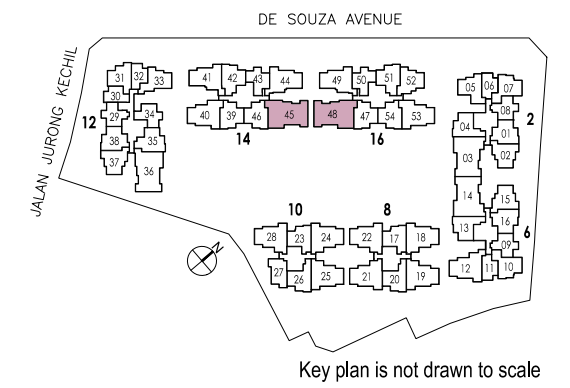 DE SOUZA AVENUE
JALAN JURONG KECHIL
31 32 33
30
29 34
12
38 35
37 36
41 42 43 44
40 39 46 45
14
49 50 51 52
48 47 54 53
16
05 06 07
08
2
04 01
03 02
14 15
16
13 6
09
12 11 10
10
28 23 24
27 26 25
8
22 17 18
21 20 19
N
Key plan is not drawn to scale